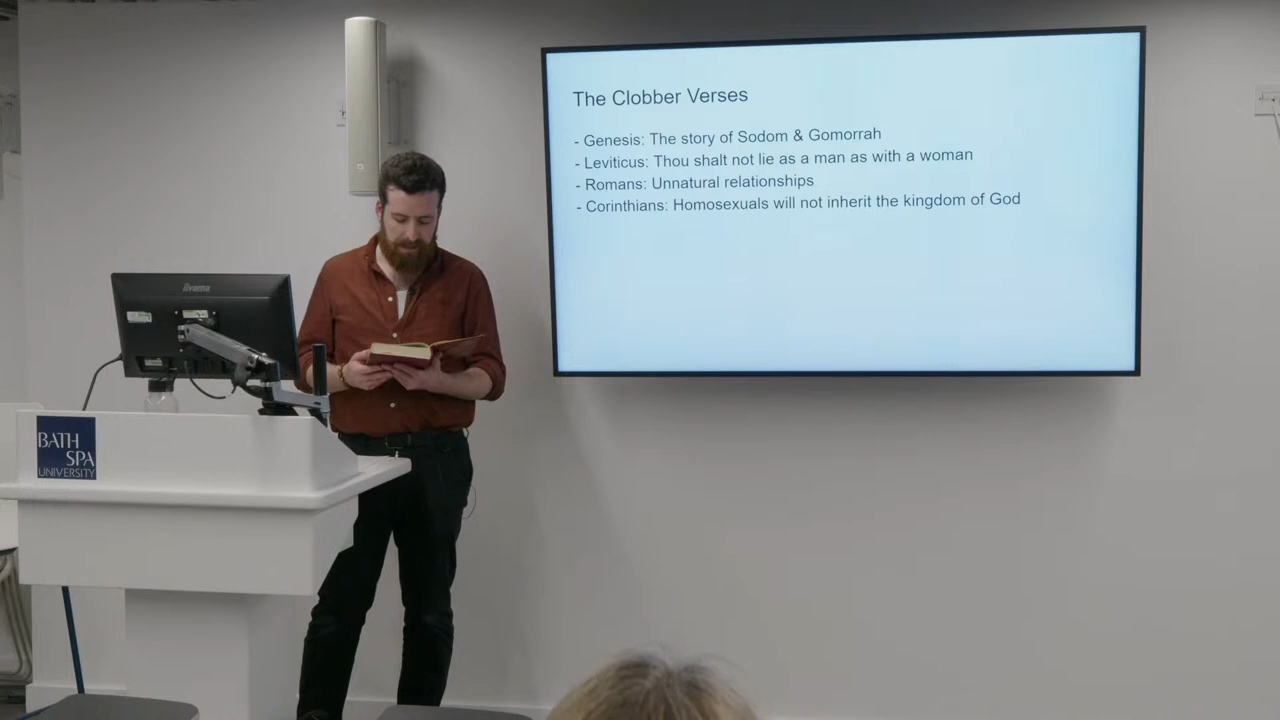 The Clobber Verses
- Genesis: The story of Sodom & Gomorrah
- Leviticus: Thou shalt not lie as a man as with a woman
- Romans: Unnatural relationships
- Corinthians: Homosexuals will not inherit the kingdom of God
iiyama
BATH
SPA
UNIVERSITY